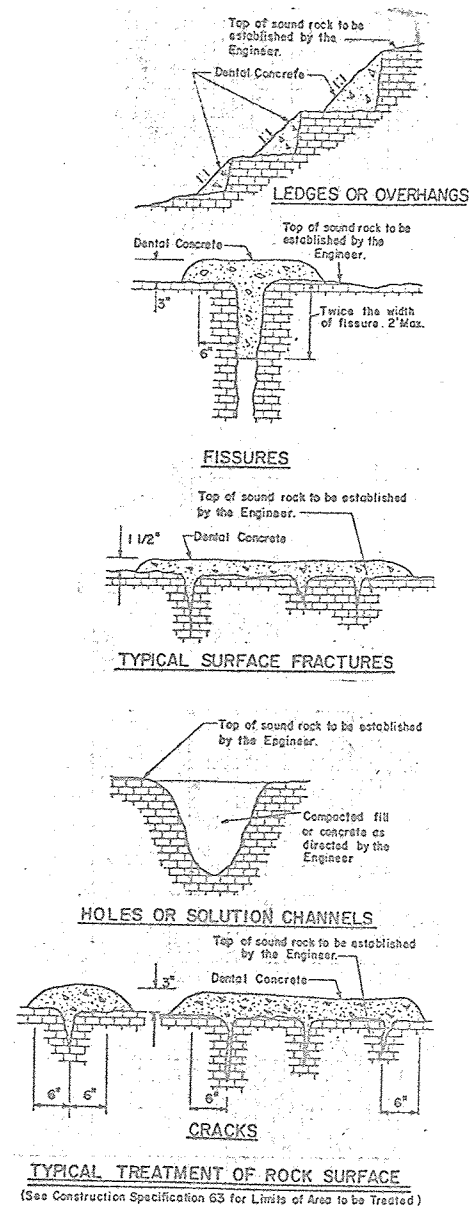 Top of sound rock to be
established by the
Engineer.
Dental Concrete
1:1
1:1
1:1
LEDGES OR OVERHANGS
Dental Concrete
Top of sound rock to be
established by the
Engineer.
3"
Twice the width
of fissure. 2' Max.
6"
FISSURES
Top of sound rock to be established
by the Engineer.
1 1/2"
Dental Concrete
TYPICAL SURFACE FRACTURES
Top of sound rock to be established
by the Engineer.
Compacted fill
or concrete as
directed by the
Engineer
HOLES OR SOLUTION CHANNELS
Top of sound rock to be established
by the Engineer.
3"
Dental Concrete
6"
6"
6"
6"
CRACKS
TYPICAL TREATMENT OF ROCK SURFACE
(See Construction Specification 63 for Limits of Area to be Treated)